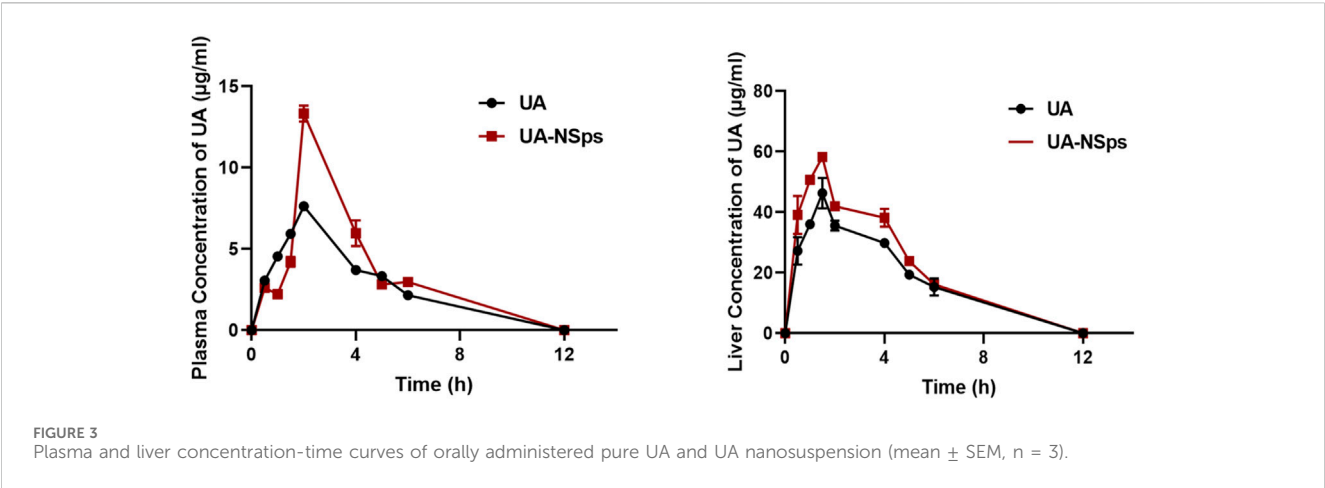 Plasma Concentration of UA (µg/ml)
15
10
5
0
0
4
8
12
Time (h)
UA
UA-NSps
Liver Concentration of UA (µg/ml)
80
60
40
20
0
0
4
8
12
Time (h)
UA
UA-NSps
FIGURE 3
Plasma and liver concentration-time curves of orally administered pure UA and UA nanosuspension (mean ± SEM, n = 3).